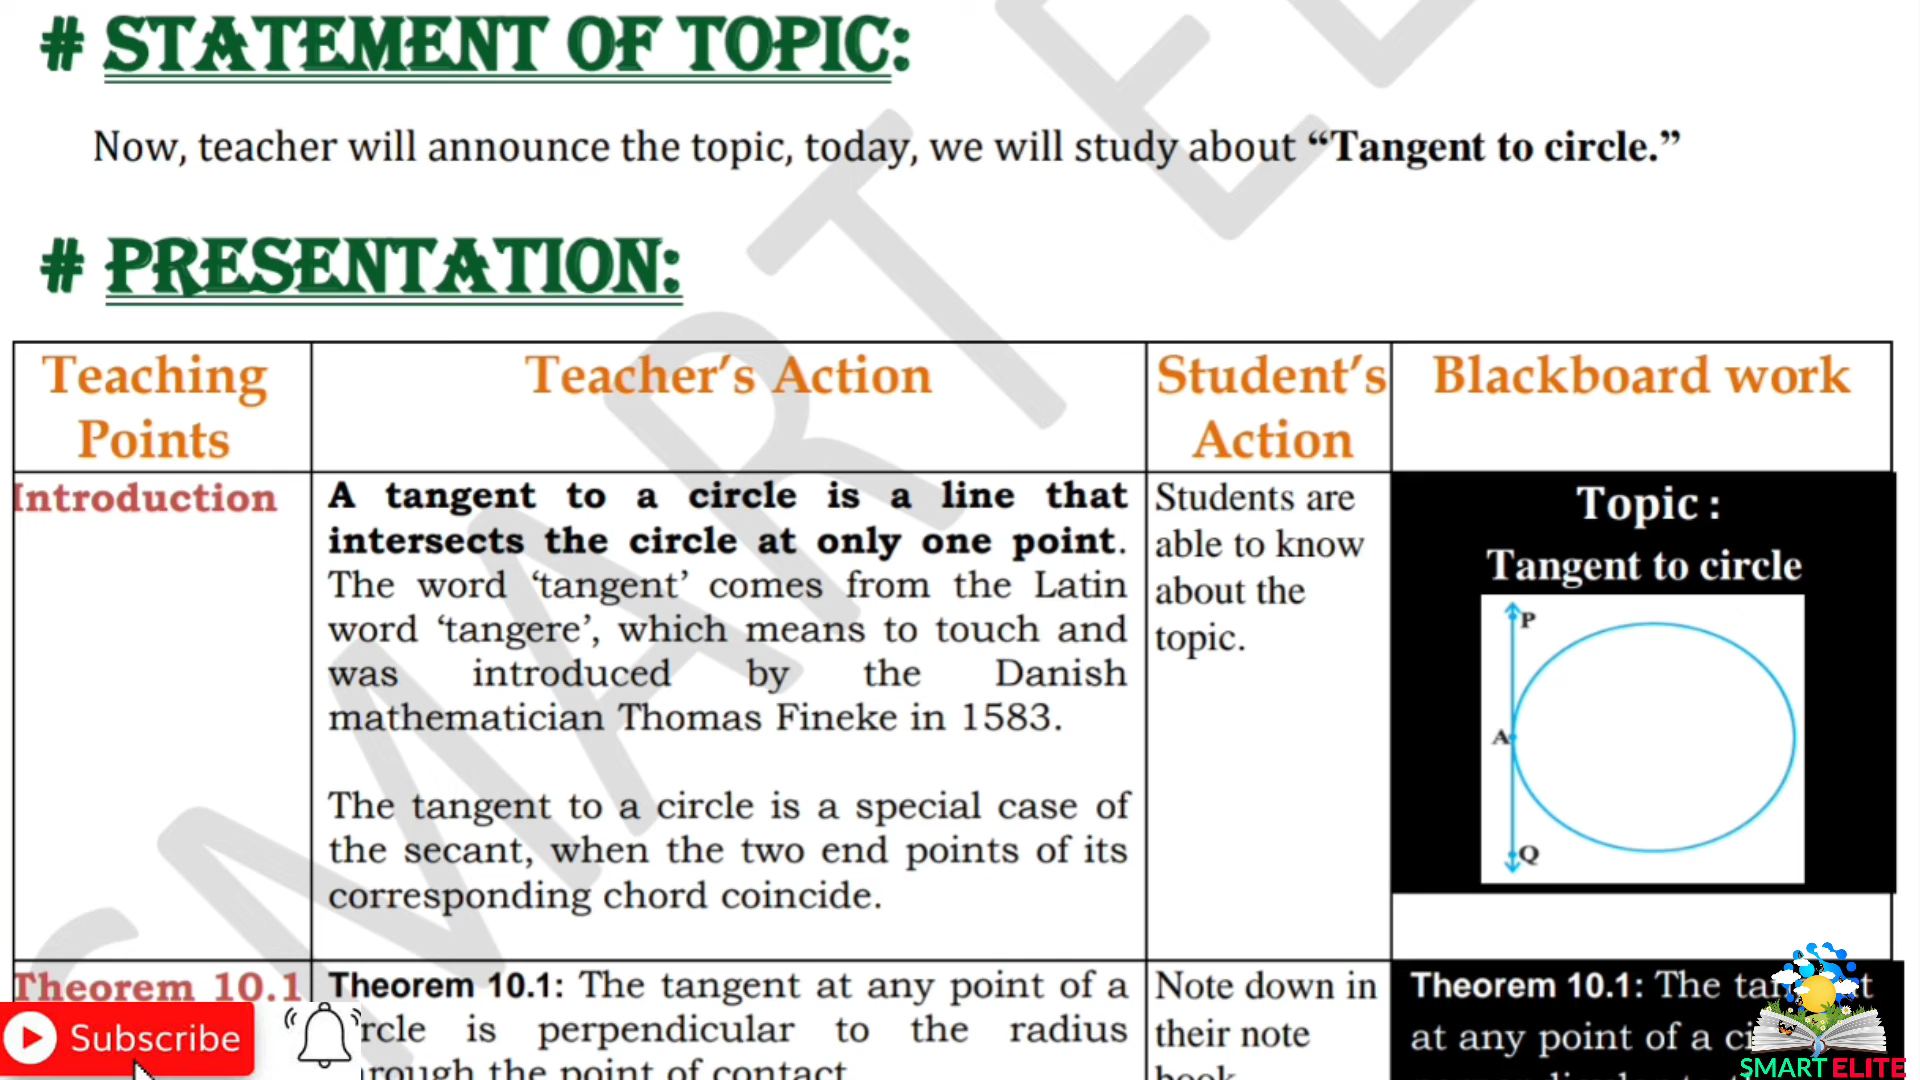 # STATEMENT OF TOPIC:
Now, teacher will announce the topic, today, we will study about “Tangent to circle.”
# PRESENTATION:
Teaching
Points
Teacher’s Action
Student’s
Action
Blackboard work
Introduction
A tangent to a circle is a line that
intersects the circle at only one point.
The word ‘tangent’ comes from the Latin
word ‘tangere’, which means to touch and
was introduced by the Danish
mathematician Thomas Fineke in 1583.
The tangent to a circle is a special case of
the secant, when the two end points of its
corresponding chord coincide.
Students are
able to know
about the
topic.
Topic :
Tangent to circle
P
A
Q
Theorem 10.1
Theorem 10.1: The tangent at any point of a
rcle is perpendicular to the radius
rough the point of contact
Note down in
their note
book
Theorem 10.1: The
at any point of a
Subscribe
SMART ELITE
SMART